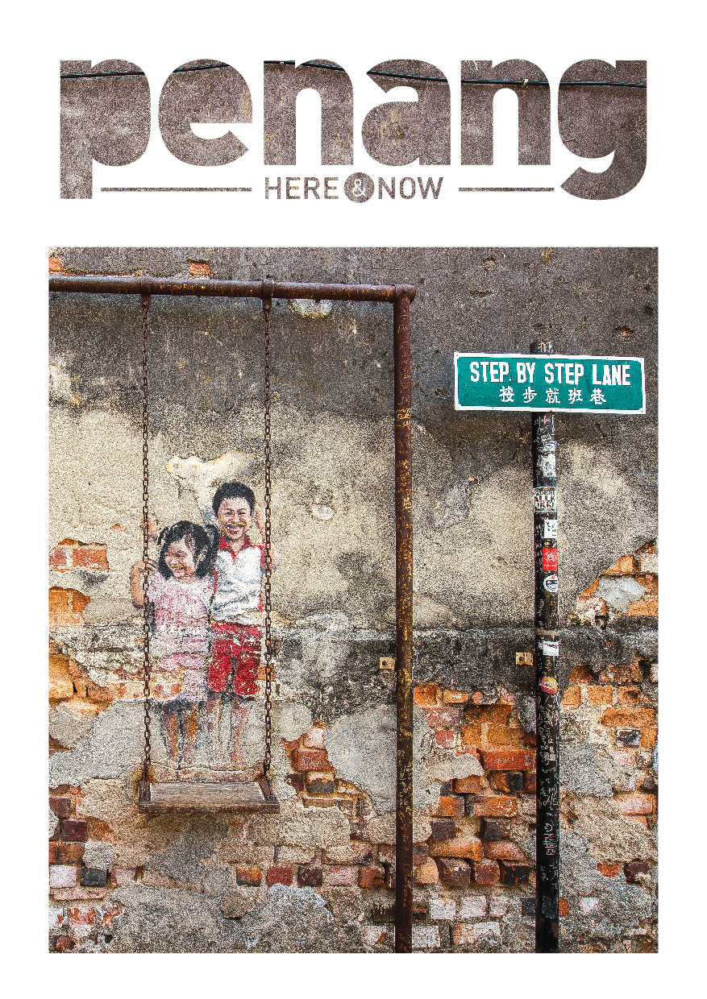 penang
HERE & NOW
STEP BY STEP LANE
按步就班巷